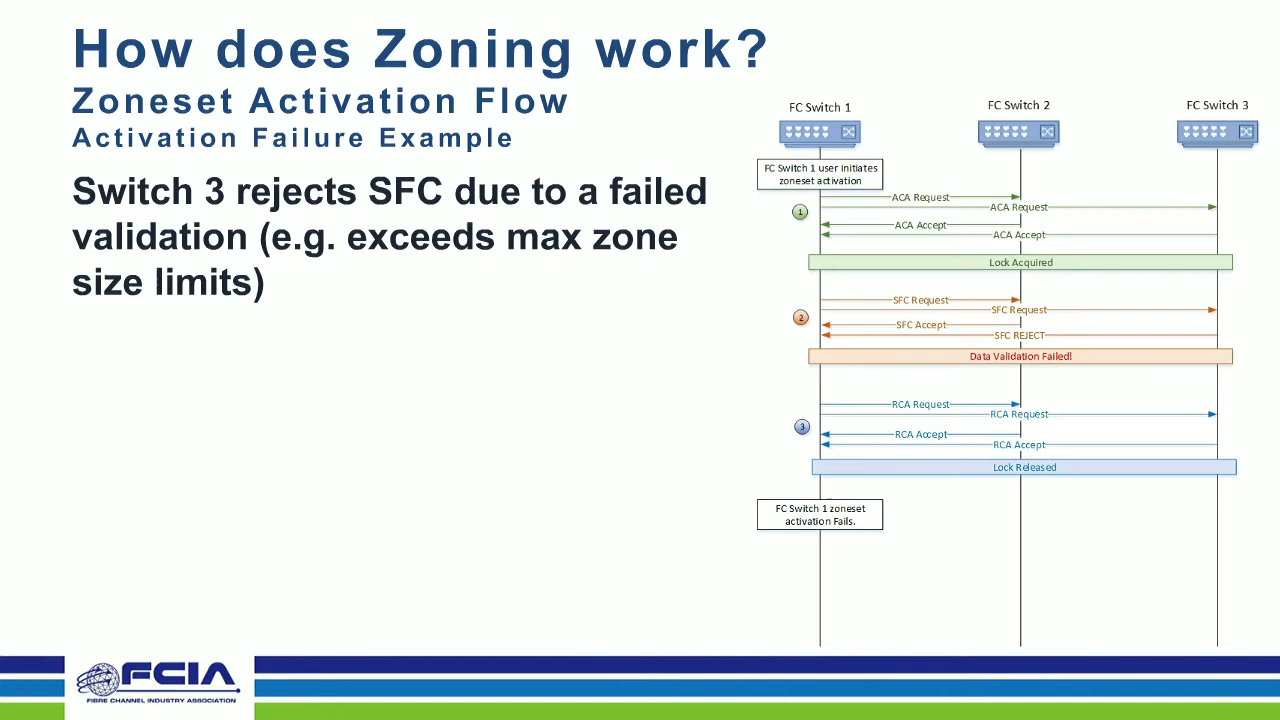 How does Zoning work?
Zoneset Activation Flow
Activation Failure Example
Switch 3 rejects SFC due to a failed
validation (e.g. exceeds max zone
size limits)
FC Switch 1
FC Switch 2
FC Switch 3
FC Switch 1 user initiates
zoneset activation
ACA Request
ACA Request
1
ACA Accept
ACA Accept
Lock Acquired
SFC Request
SFC Request
2
SFC Accept
SFC REJECT
Data Validation Failed!
RCA Request
RCA Request
3
RCA Accept
RCA Accept
Lock Released
FC Switch 1 zoneset
activation Fails.
FCIA
FIBRE CHANNEL INDUSTRY ASSOCIATION